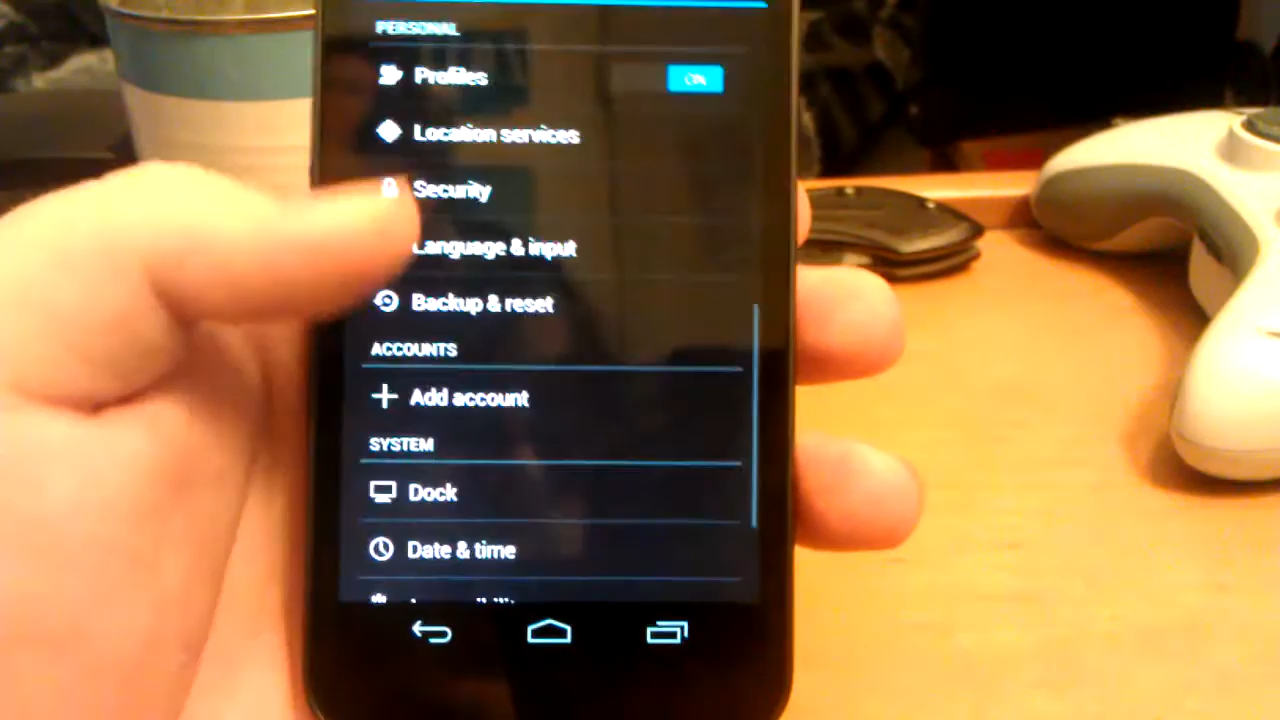 PERSONAL
Profiles
ON
Location services
Security
Language & input
Backup & reset
ACCOUNTS
Add account
SYSTEM
Dock
Date & time